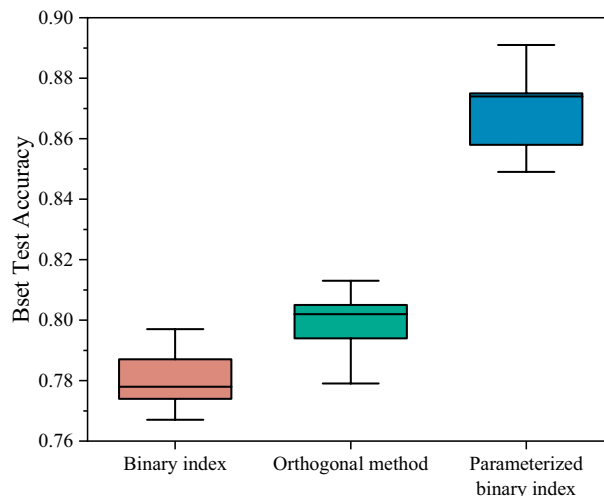 0.90
0.88
0.86
0.84
0.82
0.80
0.78
0.76
Bset Test Accuracy
Binary index
Orthogonal method
Parameterized
binary index